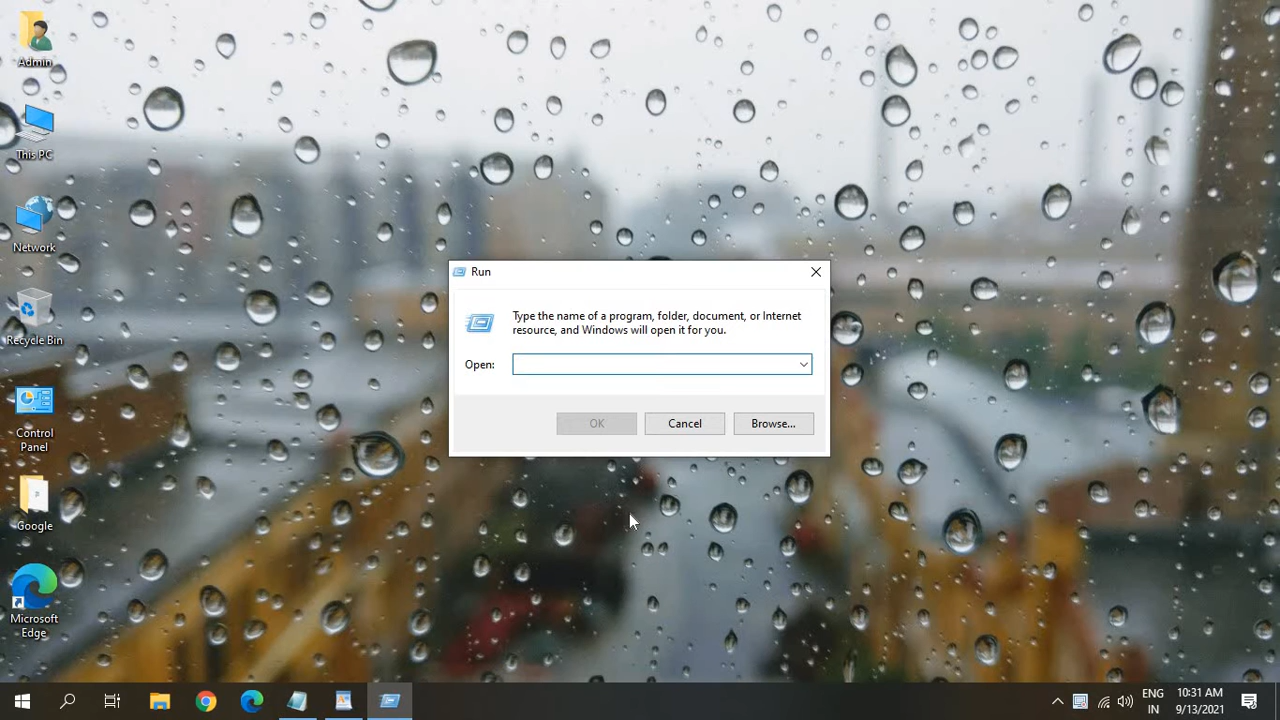 Admin
This PC
Network
Recycle Bin
Control
Panel
Google
Microsoft
Edge
Run
Type the name of a program, folder, document, or Internet
resource, and Windows will open it for you.
Open:
OK
Cancel
Browse...
ENG
IN
10:31 AM
9/13/2021